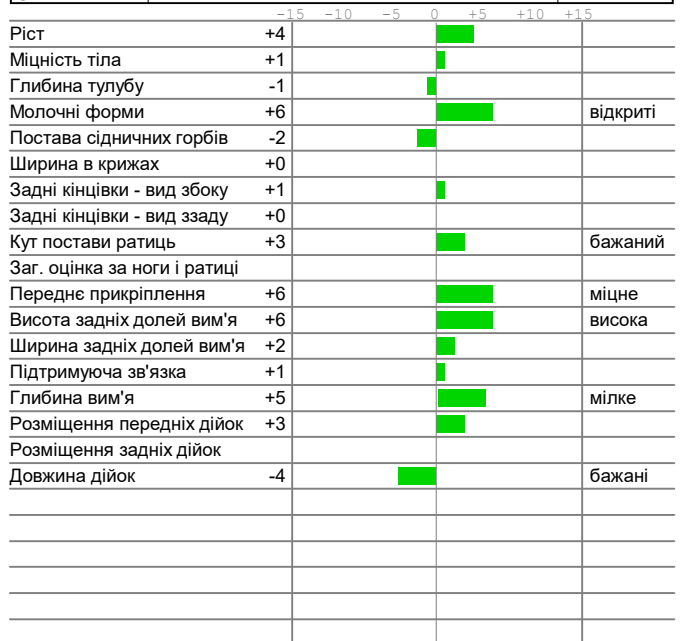 -15 -10 -5 0 +5 +10 +15
Ріст +4
Міцність тіла +1
Глибина тулубу -1
Молочні форми +6 відкриті
Постава сідничних горбів -2
Ширина в крижах +0
Задні кінцівки - вид збоку +1
Задні кінцівки - вид ззаду +0
Кут постави ратиць +3 бажаний
Заг. оцінка за ноги і ратиці
Переднє прикріплення +6 міцне
Висота задніх долей вим'я +6 висока
Ширина задніх долей вим'я +2
Підтримуюча зв'язка +1
Глибина вим'я +5 мілке
Розміщення передніх дійок +3
Розміщення задніх дійок
Довжина дійок -4 бажані